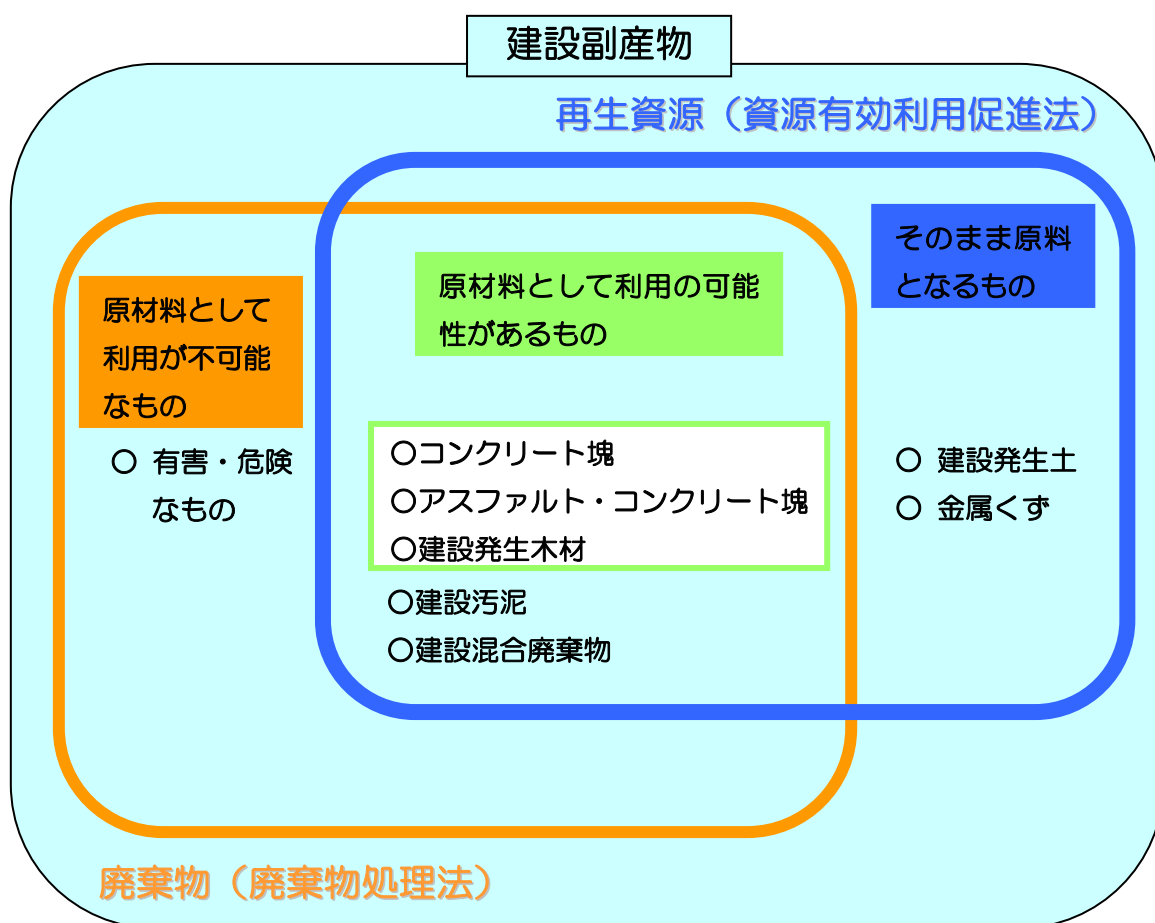 建設副産物
再生資源（資源有効利用促進法）
そのまま原料
となるもの
原材料として利用の可能
性があるもの
原材料として
利用が不可能
なもの
○ 有害・危険
なもの
○コンクリート塊
○アスファルト・コンクリート塊
○建設発生木材
○建設汚泥
○建設混合廃棄物
○ 建設発生土
○ 金属くず
廃棄物（廃棄物処理法）